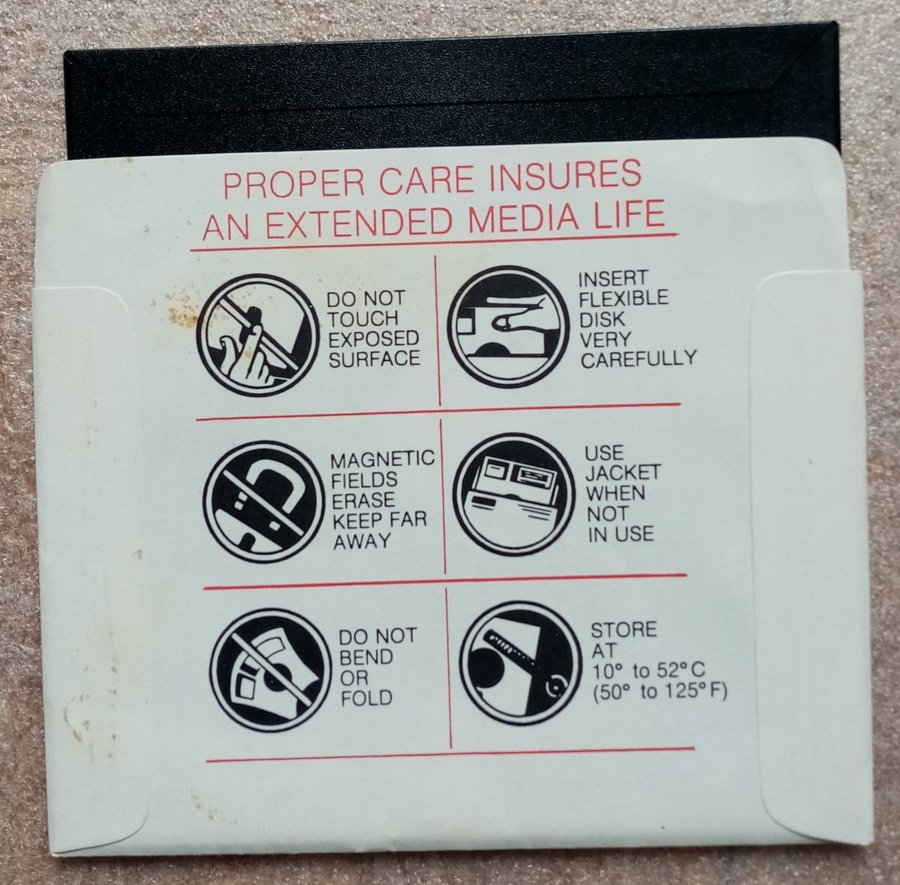 PROPER CARE INSURES
AN EXTENDED MEDIA LIFE
DO NOT
TOUCH
EXPOSED
SURFACE
INSERT
FLEXIBLE
DISK
VERY
CAREFULLY
MAGNETIC
FIELDS
ERASE
KEEP FAR
AWAY
USE
JACKET
WHEN
NOT
IN USE
DO NOT
BEND
OR
FOLD
STORE
AT
10° to 52°C
(50° to 125°F)